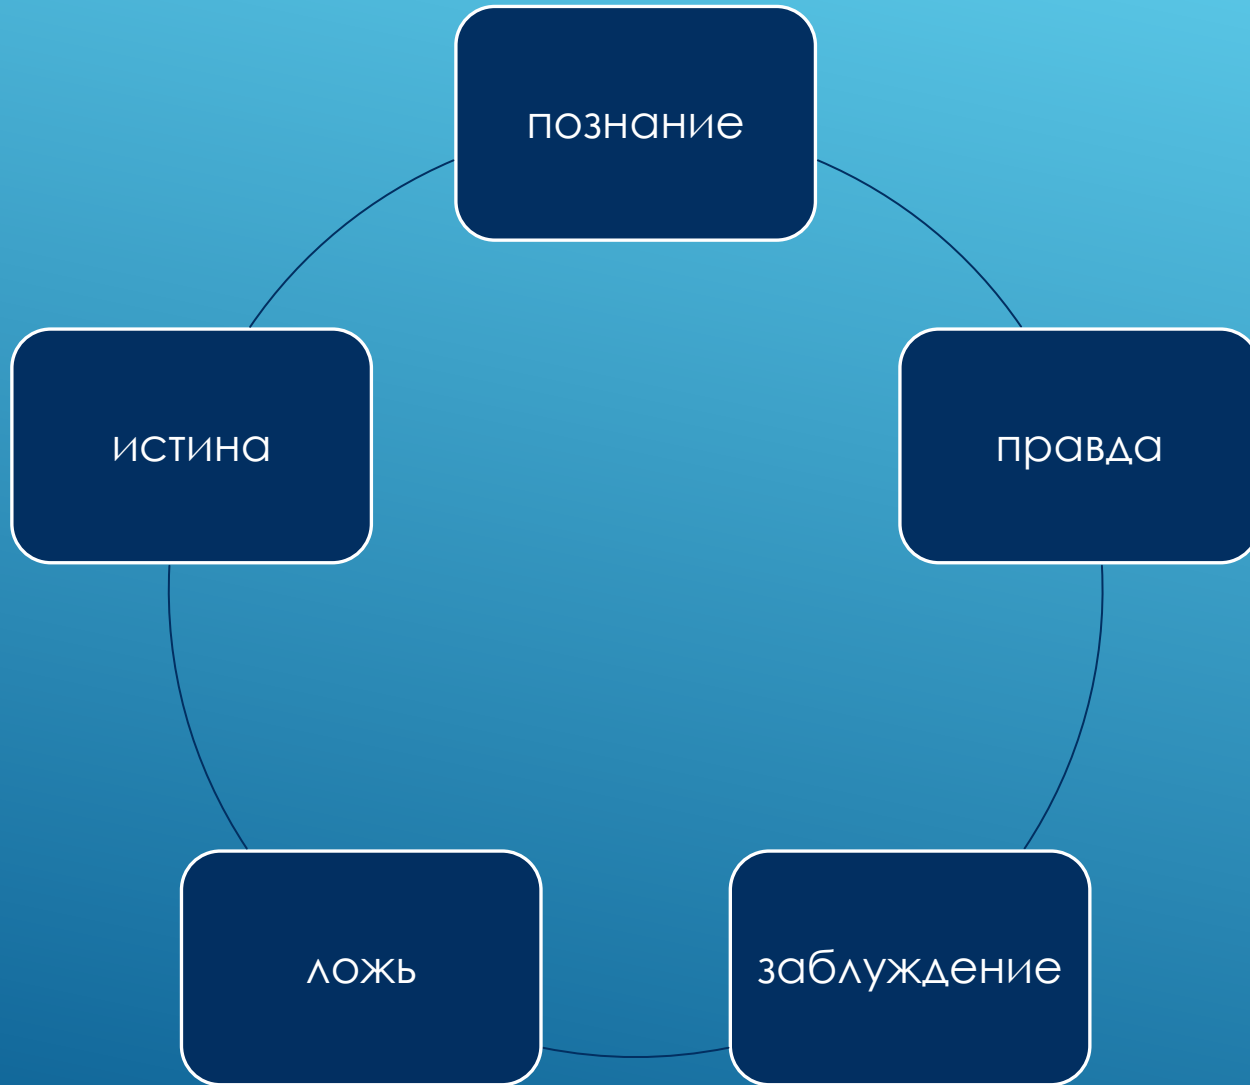 познание
истина
правда
ложь
заблуждение